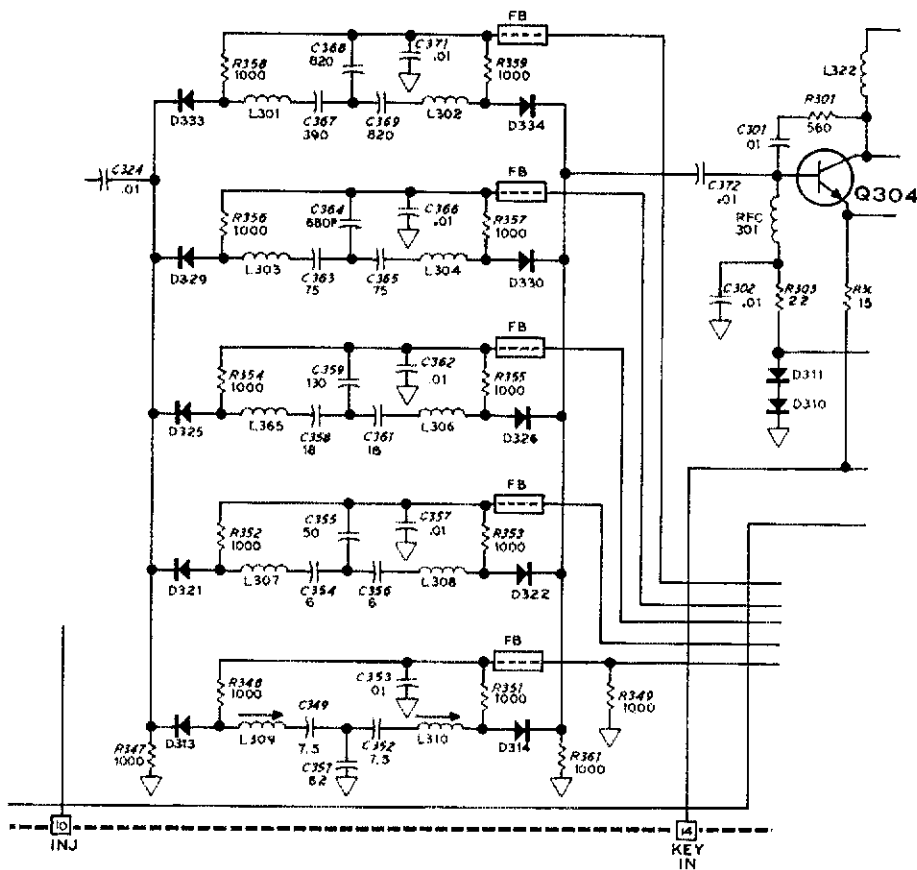 FB
C368
820
C371
.01
R358
1000
R359
1000
L322
D333
L301
C367
390
C369
820
L302
D334
R301
560
C301
.01
C324
.01
FB
C372
.01
Q304
R356
1000
C364
680P
C366
.01
R357
1000
RFC
301
D329
L303
C363
75
C365
75
L304
D330
C302
.01
R303
22
15
FB
R354
1000
C359
130
C362
.01
R355
1000
D311
D310
D325
L365
C358
18
C361
18
L306
D326
FB
R352
1000
C355
50
C357
.01
R353
1000
D321
L307
C354
6
C356
6
L308
D322
FB
R348
1000
C353
.01
R351
1000
R349
1000
C349
7.5
D313
L309
C352
7.5
L310
D314
R347
1000
C351
R361
1000
10
INJ
14
KEY
IN